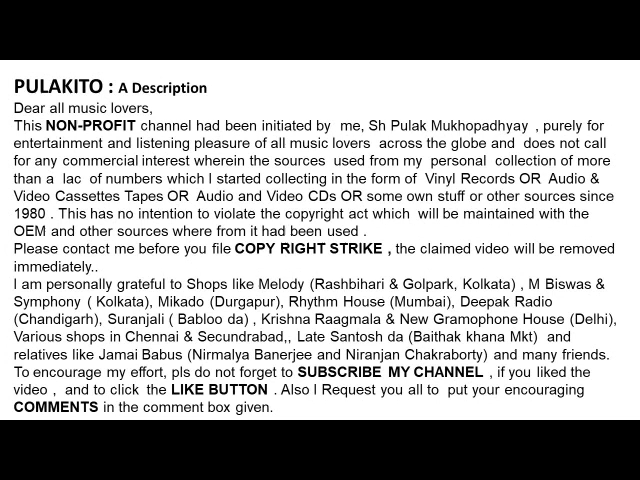 PULAKITO : A Description
Dear all music lovers,
This NON-PROFIT channel had been initiated by me, Sh Pulak Mukhopadhyay , purely for
entertainment and listening pleasure of all music lovers across the globe and does not call
for any commercial interest wherein the sources used from my personal collection of more
than a lac of numbers which I started collecting in the form of Vinyl Records OR Audio &
Video Cassettes Tapes OR Audio and Video CDs OR some own stuff or other sources since
1980 . This has no intention to violate the copyright act which will be maintained with the
OEM and other sources where from it had been used .
Please contact me before you file COPY RIGHT STRIKE , the claimed video will be removed
immediately..
I am personally grateful to Shops like Melody (Rashbihari & Golpark, Kolkata) , M Biswas &
Symphony ( Kolkata), Mikado (Durgapur), Rhythm House (Mumbai), Deepak Radio
(Chandigarh), Suranjali ( Babloo da) , Krishna Raagmala & New Gramophone House (Delhi),
Various shops in Chennai & Secundrabad,, Late Santosh da (Baithak khana Mkt) and
relatives like Jamai Babus (Nirmalya Banerjee and Niranjan Chakraborty) and many friends.
To encourage my effort, pls do not forget to SUBSCRIBE MY CHANNEL , if you liked the
video , and to click the LIKE BUTTON . Also I Request you all to put your encouraging
COMMENTS in the comment box given.